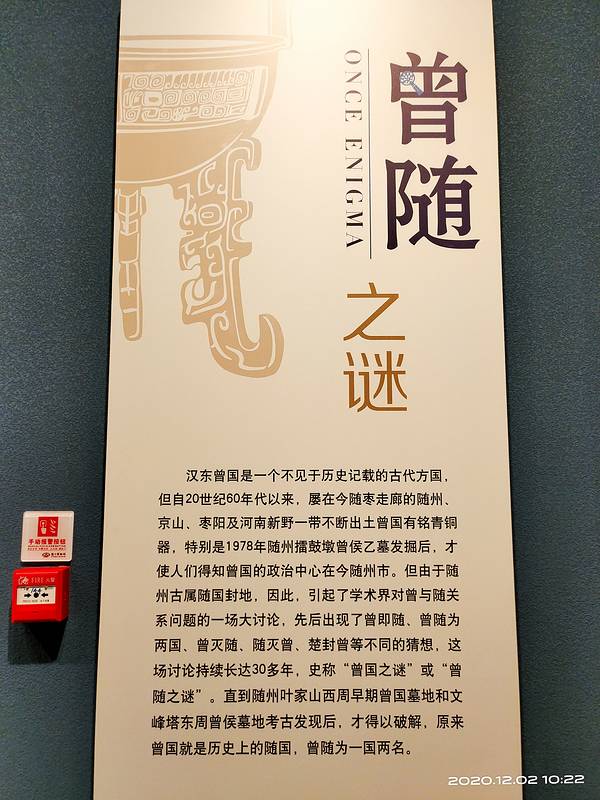 曾随
ONCE ENIGMA
之谜
汉东曾国是一个不见于历史记载的古代方国，
但自20世纪60年代以来，屡在今随枣走廊的随州、
京山、枣阳及河南新野一带不断出土曾国有铭青铜
器，特别是1978年随州擂鼓墩曾侯乙墓发掘后，才
使人们得知曾国的政治中心在今随州市。但由于随
州古属随国封地，因此，引起了学术界对曾与随关
系问题的一场大讨论，先后出现了曾即随、曾随为
两国、曾灭随、随灭曾、楚封曾等不同的猜想，这
场讨论持续长达30多年，史称“曾国之谜”或“曾
随之谜”。直到随州叶家山西周早期曾国墓地和文
峰塔东周曾侯墓地考古发现后，才得以破解，原来
曾国就是历史上的随国，曾随为一国两名。
手动报警按钮
FIRE 火警
2020.12.02 10:22